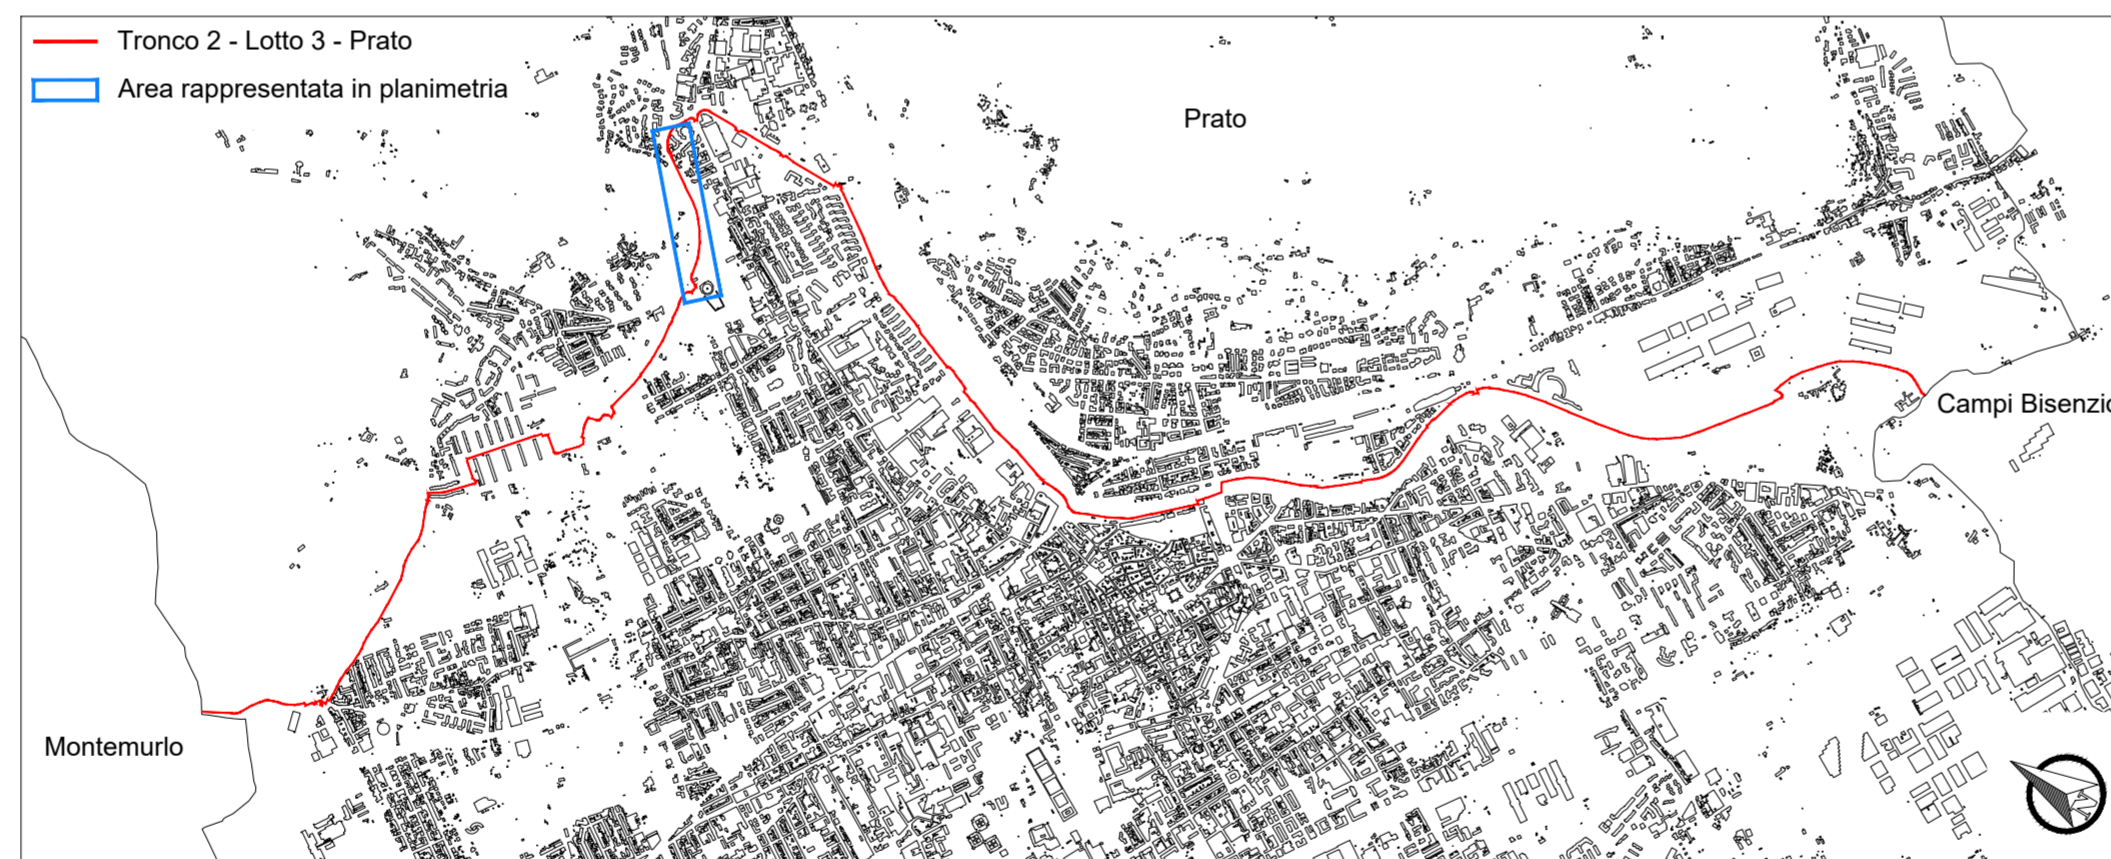 Tronco 2 - Lotto 3 - Prato
Area rappresentata in planimetria
Prato
Campi Bisenzio
Montemurlo